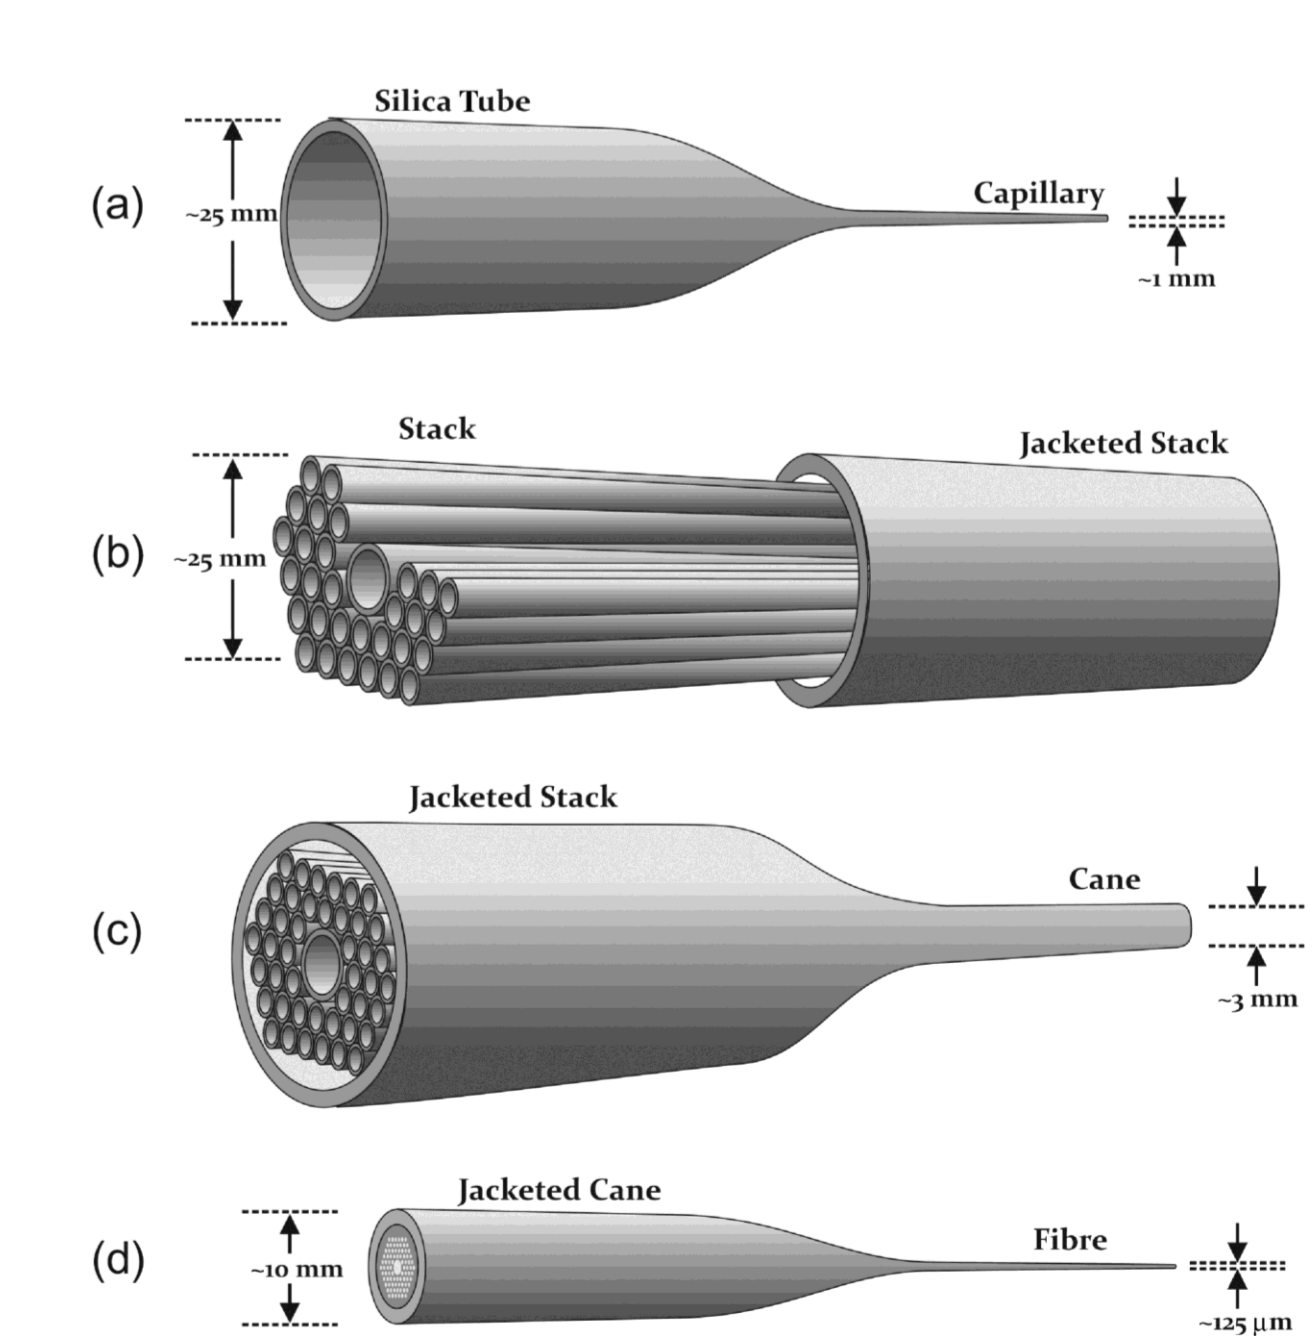 Silica Tube
(a)
~25 mm
Capillary
~1 mm
Stack
Jacketed Stack
(b)
~25 mm
Jacketed Stack
Cane
(c)
~3 mm
Jacketed Cane
Fibre
(d)
~10 mm
~125 µm